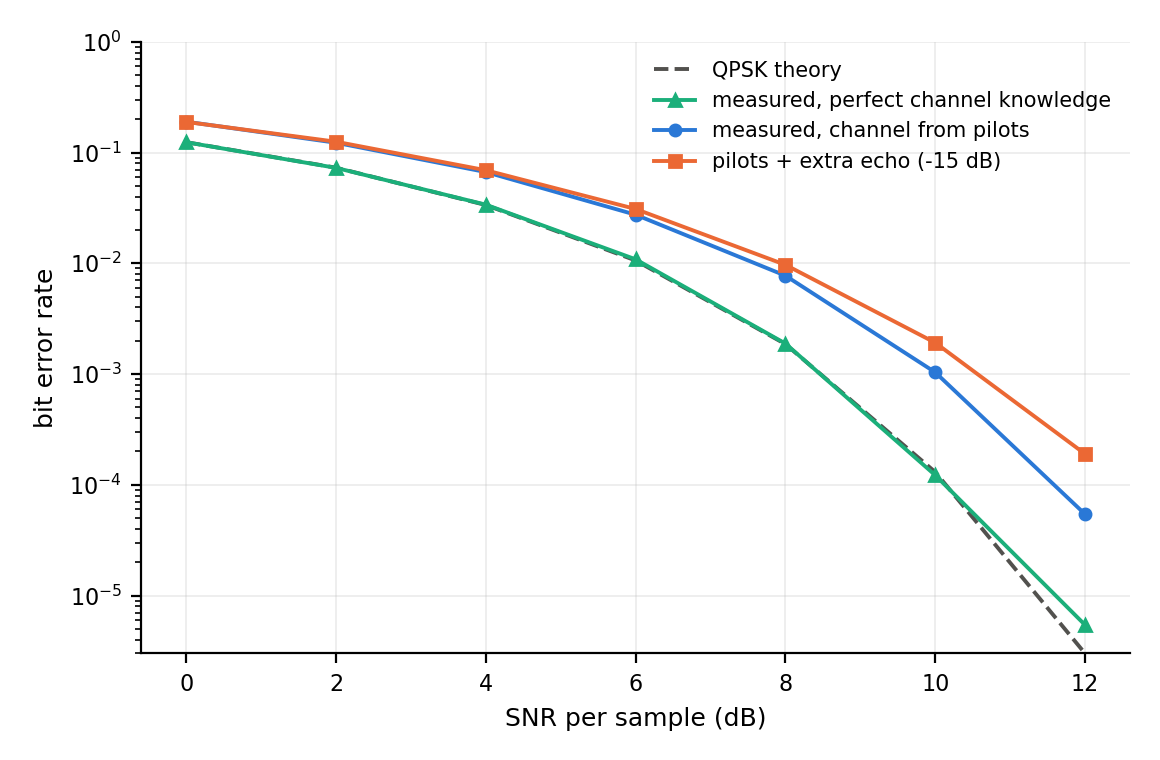 QPSK theory
measured, perfect channel knowledge
measured, channel from pilots
pilots + extra echo (-15 dB)
bit error rate
10⁰
10⁻¹
10⁻²
10⁻³
10⁻⁴
10⁻⁵
0 2 4 6 8 10 12
SNR per sample (dB)